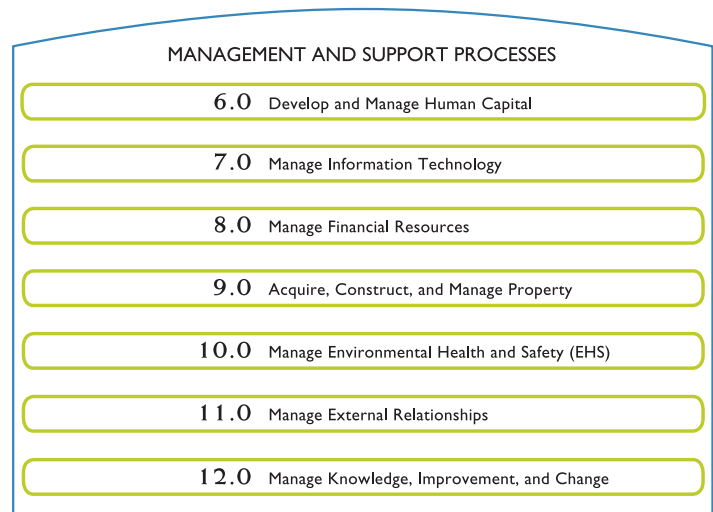 MANAGEMENT AND SUPPORT PROCESSES
6.0 Develop and Manage Human Capital
7.0 Manage Information Technology
8.0 Manage Financial Resources
9.0 Acquire, Construct, and Manage Property
10.0 Manage Environmental Health and Safety (EHS)
11.0 Manage External Relationships
12.0 Manage Knowledge, Improvement, and Change